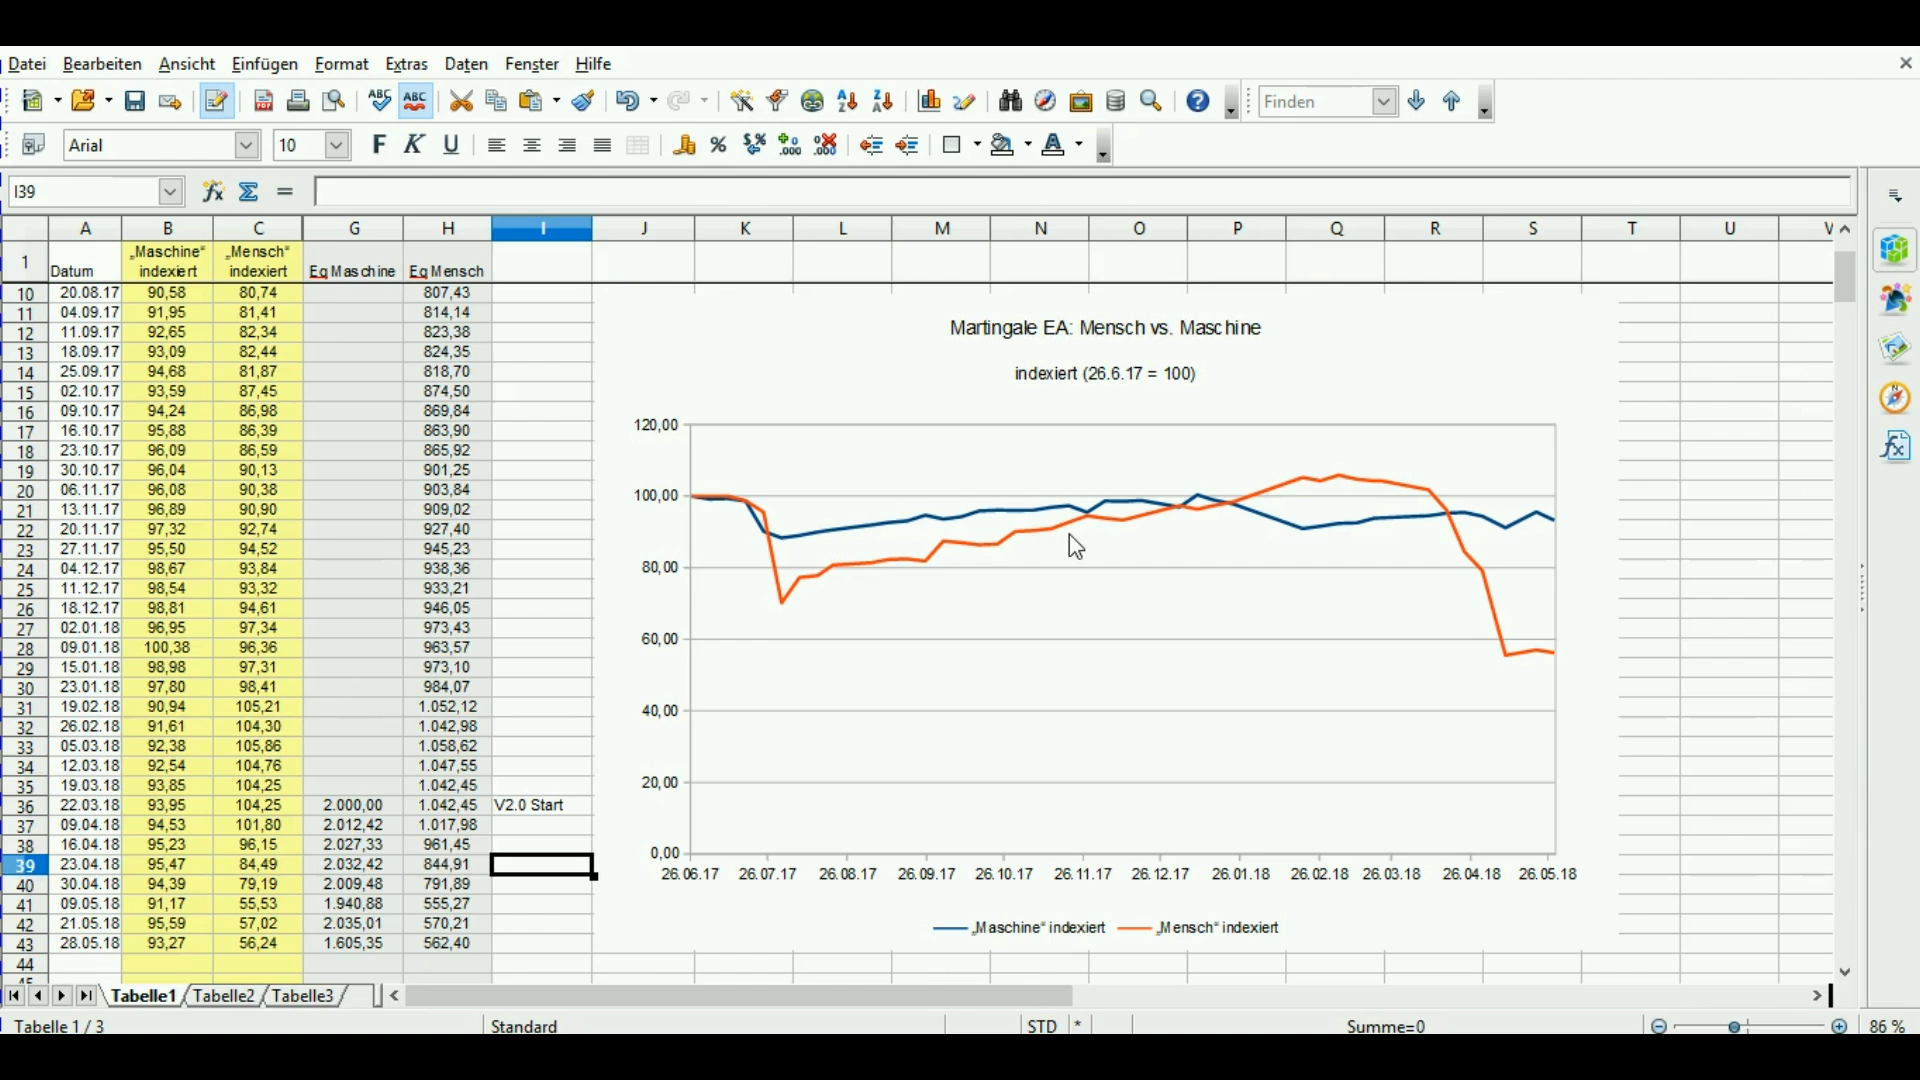 Datei Bearbeiten Ansicht Einfügen Format Extras Daten Fenster Hilfe
Finden
Arial 10 F K U
I39
A B C G H I J K L M N O P Q R S T U V
1 Datum „Maschine“ indexiert „Mensch“ indexiert Eq Maschine Eq Mensch
10 20.08.17 90,58 80,74 807,43
11 04.09.17 91,95 81,41 814,14
12 11.09.17 92,65 82,34 823,38
13 18.09.17 93,09 82,44 824,35
14 25.09.17 94,68 81,87 818,70
15 02.10.17 93,59 87,45 874,50
16 09.10.17 94,24 86,98 869,84
17 16.10.17 95,88 86,39 863,90
18 23.10.17 96,09 86,59 865,92
19 30.10.17 96,04 90,13 901,25
20 06.11.17 96,08 90,38 903,84
21 13.11.17 96,89 90,90 909,02
22 20.11.17 97,32 92,74 927,40
23 27.11.17 95,50 94,52 945,23
24 04.12.17 98,67 93,84 938,36
25 11.12.17 98,54 93,32 933,21
26 18.12.17 98,81 94,61 946,05
27 02.01.18 96,95 97,34 973,43
28 09.01.18 100,38 96,36 963,57
29 15.01.18 98,98 97,31 973,10
30 23.01.18 97,80 98,41 984,07
31 19.02.18 90,94 105,21 1.052,12
32 26.02.18 91,61 104,30 1.042,98
33 05.03.18 92,38 105,86 1.058,62
34 12.03.18 92,54 104,76 1.047,55
35 19.03.18 93,85 104,25 1.042,45
36 22.03.18 93,95 104,25 2.000,00 1.042,45 V2.0 Start
37 09.04.18 94,53 101,80 2.012,42 1.017,98
38 16.04.18 95,23 96,15 2.027,33 961,45
39 23.04.18 95,47 84,49 2.032,42 844,91
40 30.04.18 94,39 79,19 2.009,48 791,89
41 09.05.18 91,17 55,53 1.940,88 555,27
42 21.05.18 95,59 57,02 2.035,01 570,21
43 28.05.18 93,27 56,24 1.605,35 562,40
44
Martingale EA: Mensch vs. Maschine
indexiert (26.6.17 = 100)
120,00
100,00
80,00
60,00
40,00
20,00
0,00
26.06.17 26.07.17 26.08.17 26.09.17 26.10.17 26.11.17 26.12.17 26.01.18 26.02.18 26.03.18 26.04.18 26.05.18
„Maschine“ indexiert „Mensch“ indexiert
Tabelle1 Tabelle2 Tabelle3
Tabelle 1 / 3 Standard STD * Summe=0 86 %